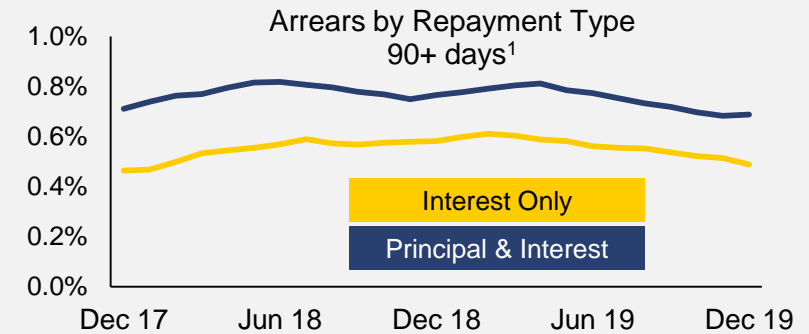 Arrears by Repayment Type
90+ days¹
1.0%
0.8%
0.6%
0.4%
0.2%
0.0%
Interest Only
Principal & Interest
Dec 17 Jun 18 Dec 18 Jun 19 Dec 19